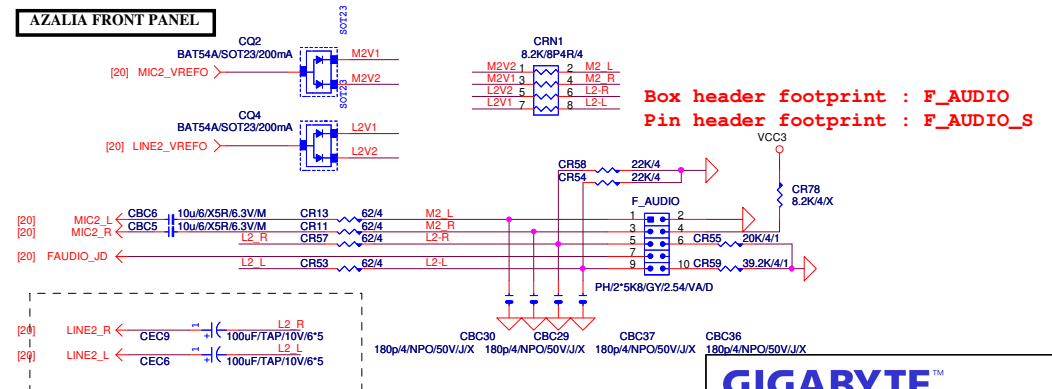 AZALIA FRONT PANEL
SOT23
CQ2
BAT54A/SOT23/200mA
M2V1
[20] MIC2_VREFO
M2V2
SOT23
CQ4
BAT54A/SOT23/200mA
L2V1
[20] LINE2_VREFO
L2V2
CRN1
8.2K/8P4R/4
M2V2 1 2 M2_L
M2V1 3 4 M2_R
L2V2 5 6 L2-R
L2V1 7 8 L2-L
Box header footprint : F_AUDIO
Pin header footprint : F_AUDIO_S
VCC3
CR58 22K/4
CR54 22K/4
CR78
8.2K/4/X
F_AUDIO
[20] MIC2_L CBC6 10u/6/X5R/6.3V/M CR13 62/4 M2_L 1 2
[20] MIC2_R CBC5 10u/6/X5R/6.3V/M CR11 62/4 M2_R 3 4
L2_R CR57 62/4 L2-R 5 6 CR55 20K/4/1
[20] FAUDIO_JD 7
L2_L CR53 62/4 L2-L 9 10 CR59 39.2K/4/1
PH/2*5K8/GY/2.54/VA/D
[20] LINE2_R CEC9 1 + 100uF/TAP/10V/6*5 L2_R
[20] LINE2_L CEC6 1 + 100uF/TAP/10V/6*5 L2_L
CBC30 CBC29 CBC37 CBC36
180p/4/NPO/50V/J/X 180p/4/NPO/50V/J/X 180p/4/NPO/50V/J/X 180p/4/NPO/50V/J/X
GIGABYTE™